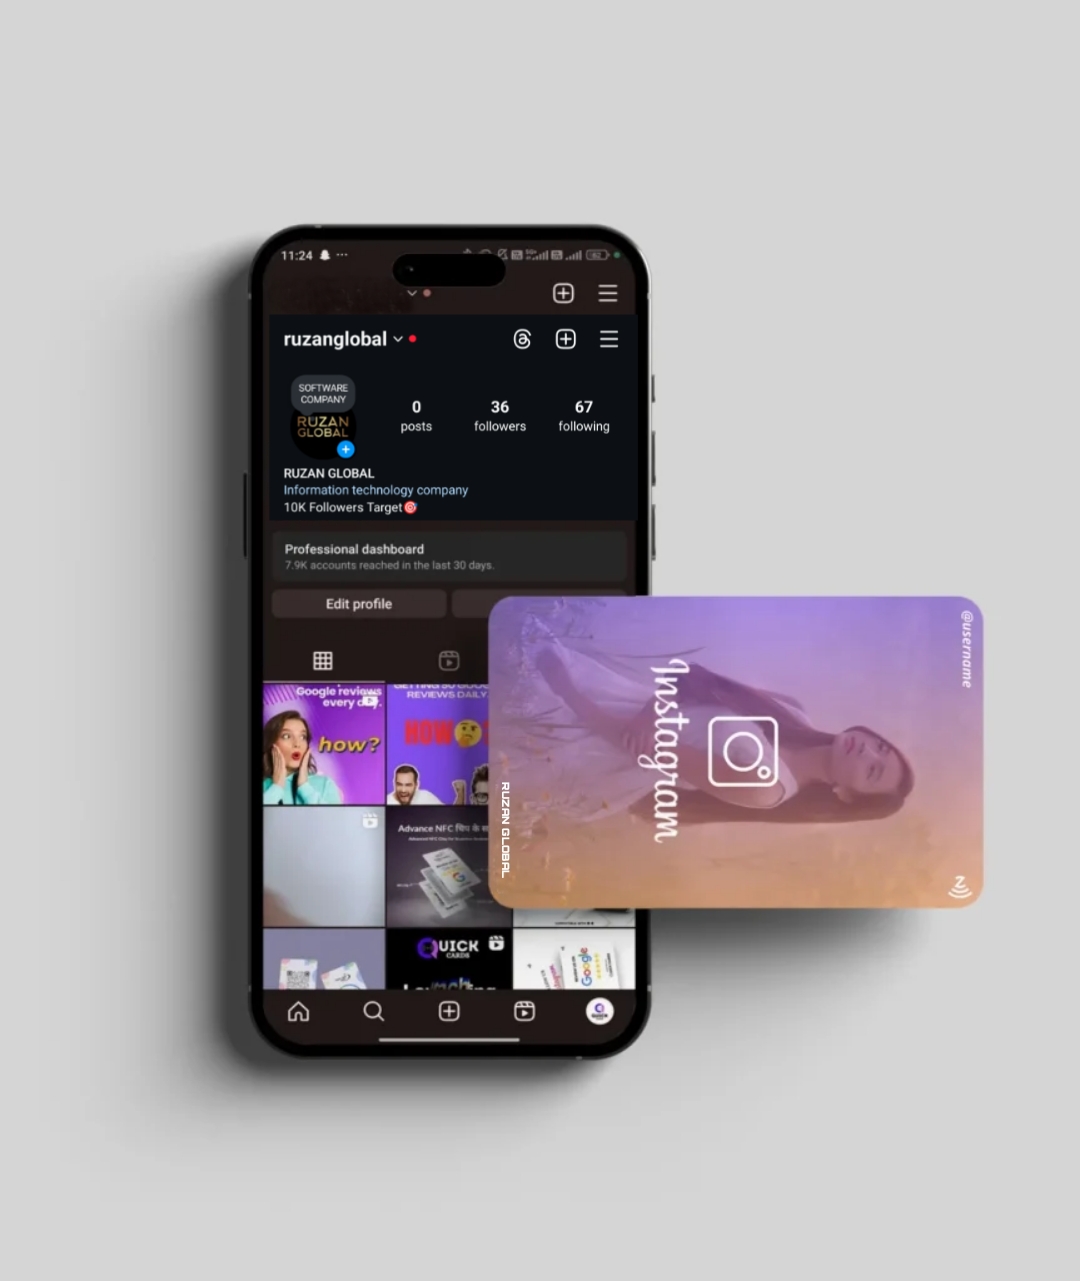 11:24
ruzanglobal
SOFTWARE
COMPANY
RUZAN
GLOBAL
0
36
67
posts
followers
following
RUZAN GLOBAL
Information technology company
10K Followers Target🎯
Professional dashboard
7.9K accounts reached in the last 30 days.
Edit profile
@username
Instagram
RUZAN GLOBAL
Google reviews
every day.
how?
REVIEWS DAILY
HOW🤔
Advance NFC
QUICK
CARDS
Google